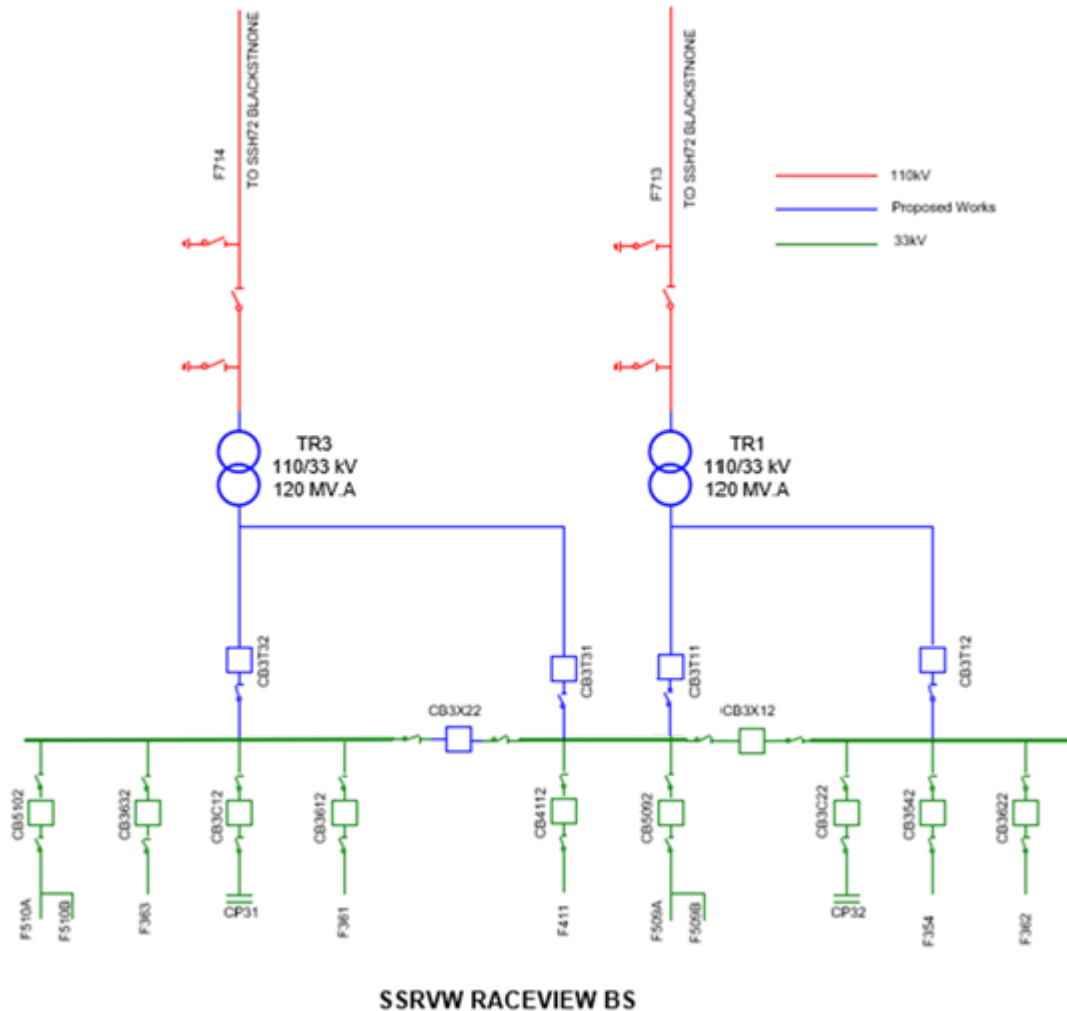 F714
TO SSH72 BLACKSTNONE
F713
TO SSH72 BLACKSTNONE
110kV
Proposed Works
33kV
TR3
110/33 kV
120 MV.A
TR1
110/33 kV
120 MV.A
CB3T32
CB3T31
CB3T11
CB3T12
CB3X22
CB3X12
CB5102
CB3632
CB3C12
CB3612
CB4112
CB5092
CB3C22
CB3542
CB3622
F510A
F510B
F363
CP31
F361
F411
F509A
F509B
CP32
F354
F362
SSRVW RACEVIEW BS